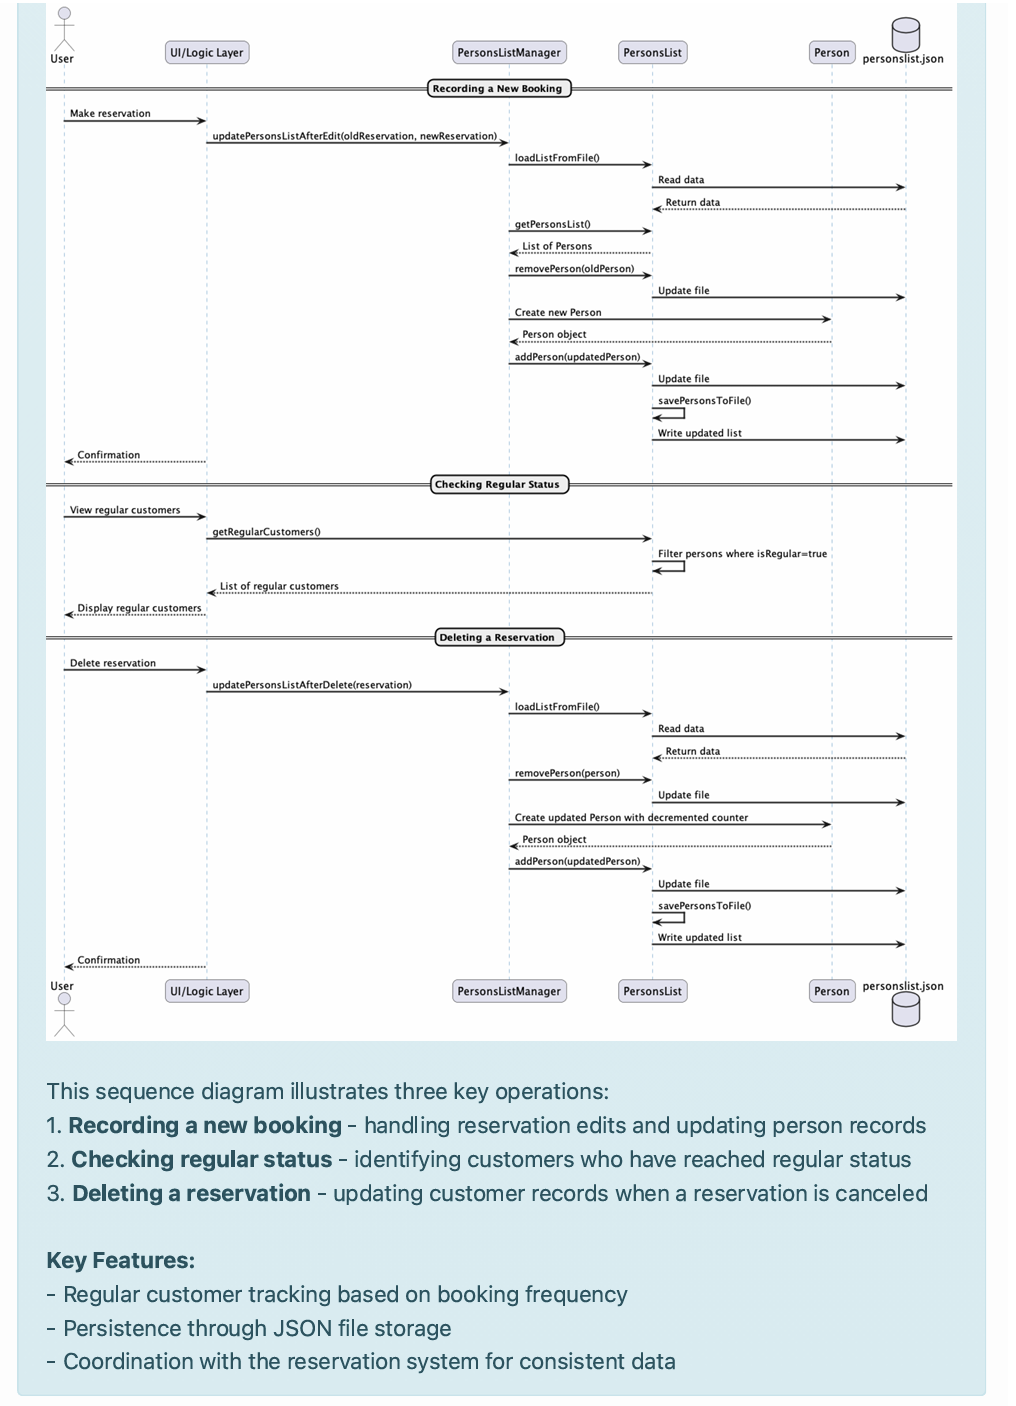 User
UI/Logic Layer
PersonsListManager
PersonsList
Person
personslist.json
Recording a New Booking
Make reservation
updatePersonsListAfterEdit(oldReservation, newReservation)
loadListFromFile()
Read data
Return data
getPersonsList()
List of Persons
removePerson(oldPerson)
Update file
Create new Person
Person object
addPerson(updatedPerson)
Update file
savePersonsToFile()
Write updated list
Confirmation
Checking Regular Status
View regular customers
getRegularCustomers()
Filter persons where isRegular=true
List of regular customers
Display regular customers
Deleting a Reservation
Delete reservation
updatePersonsListAfterDelete(reservation)
loadListFromFile()
Read data
Return data
removePerson(person)
Update file
Create updated Person with decremented counter
Person object
addPerson(updatedPerson)
Update file
savePersonsToFile()
Write updated list
Confirmation
User
UI/Logic Layer
PersonsListManager
PersonsList
Person
personslist.json
This sequence diagram illustrates three key operations:
1. Recording a new booking – handling reservation edits and updating person records
2. Checking regular status – identifying customers who have reached regular status
3. Deleting a reservation – updating customer records when a reservation is canceled
Key Features:
– Regular customer tracking based on booking frequency
– Persistence through JSON file storage
– Coordination with the reservation system for consistent data